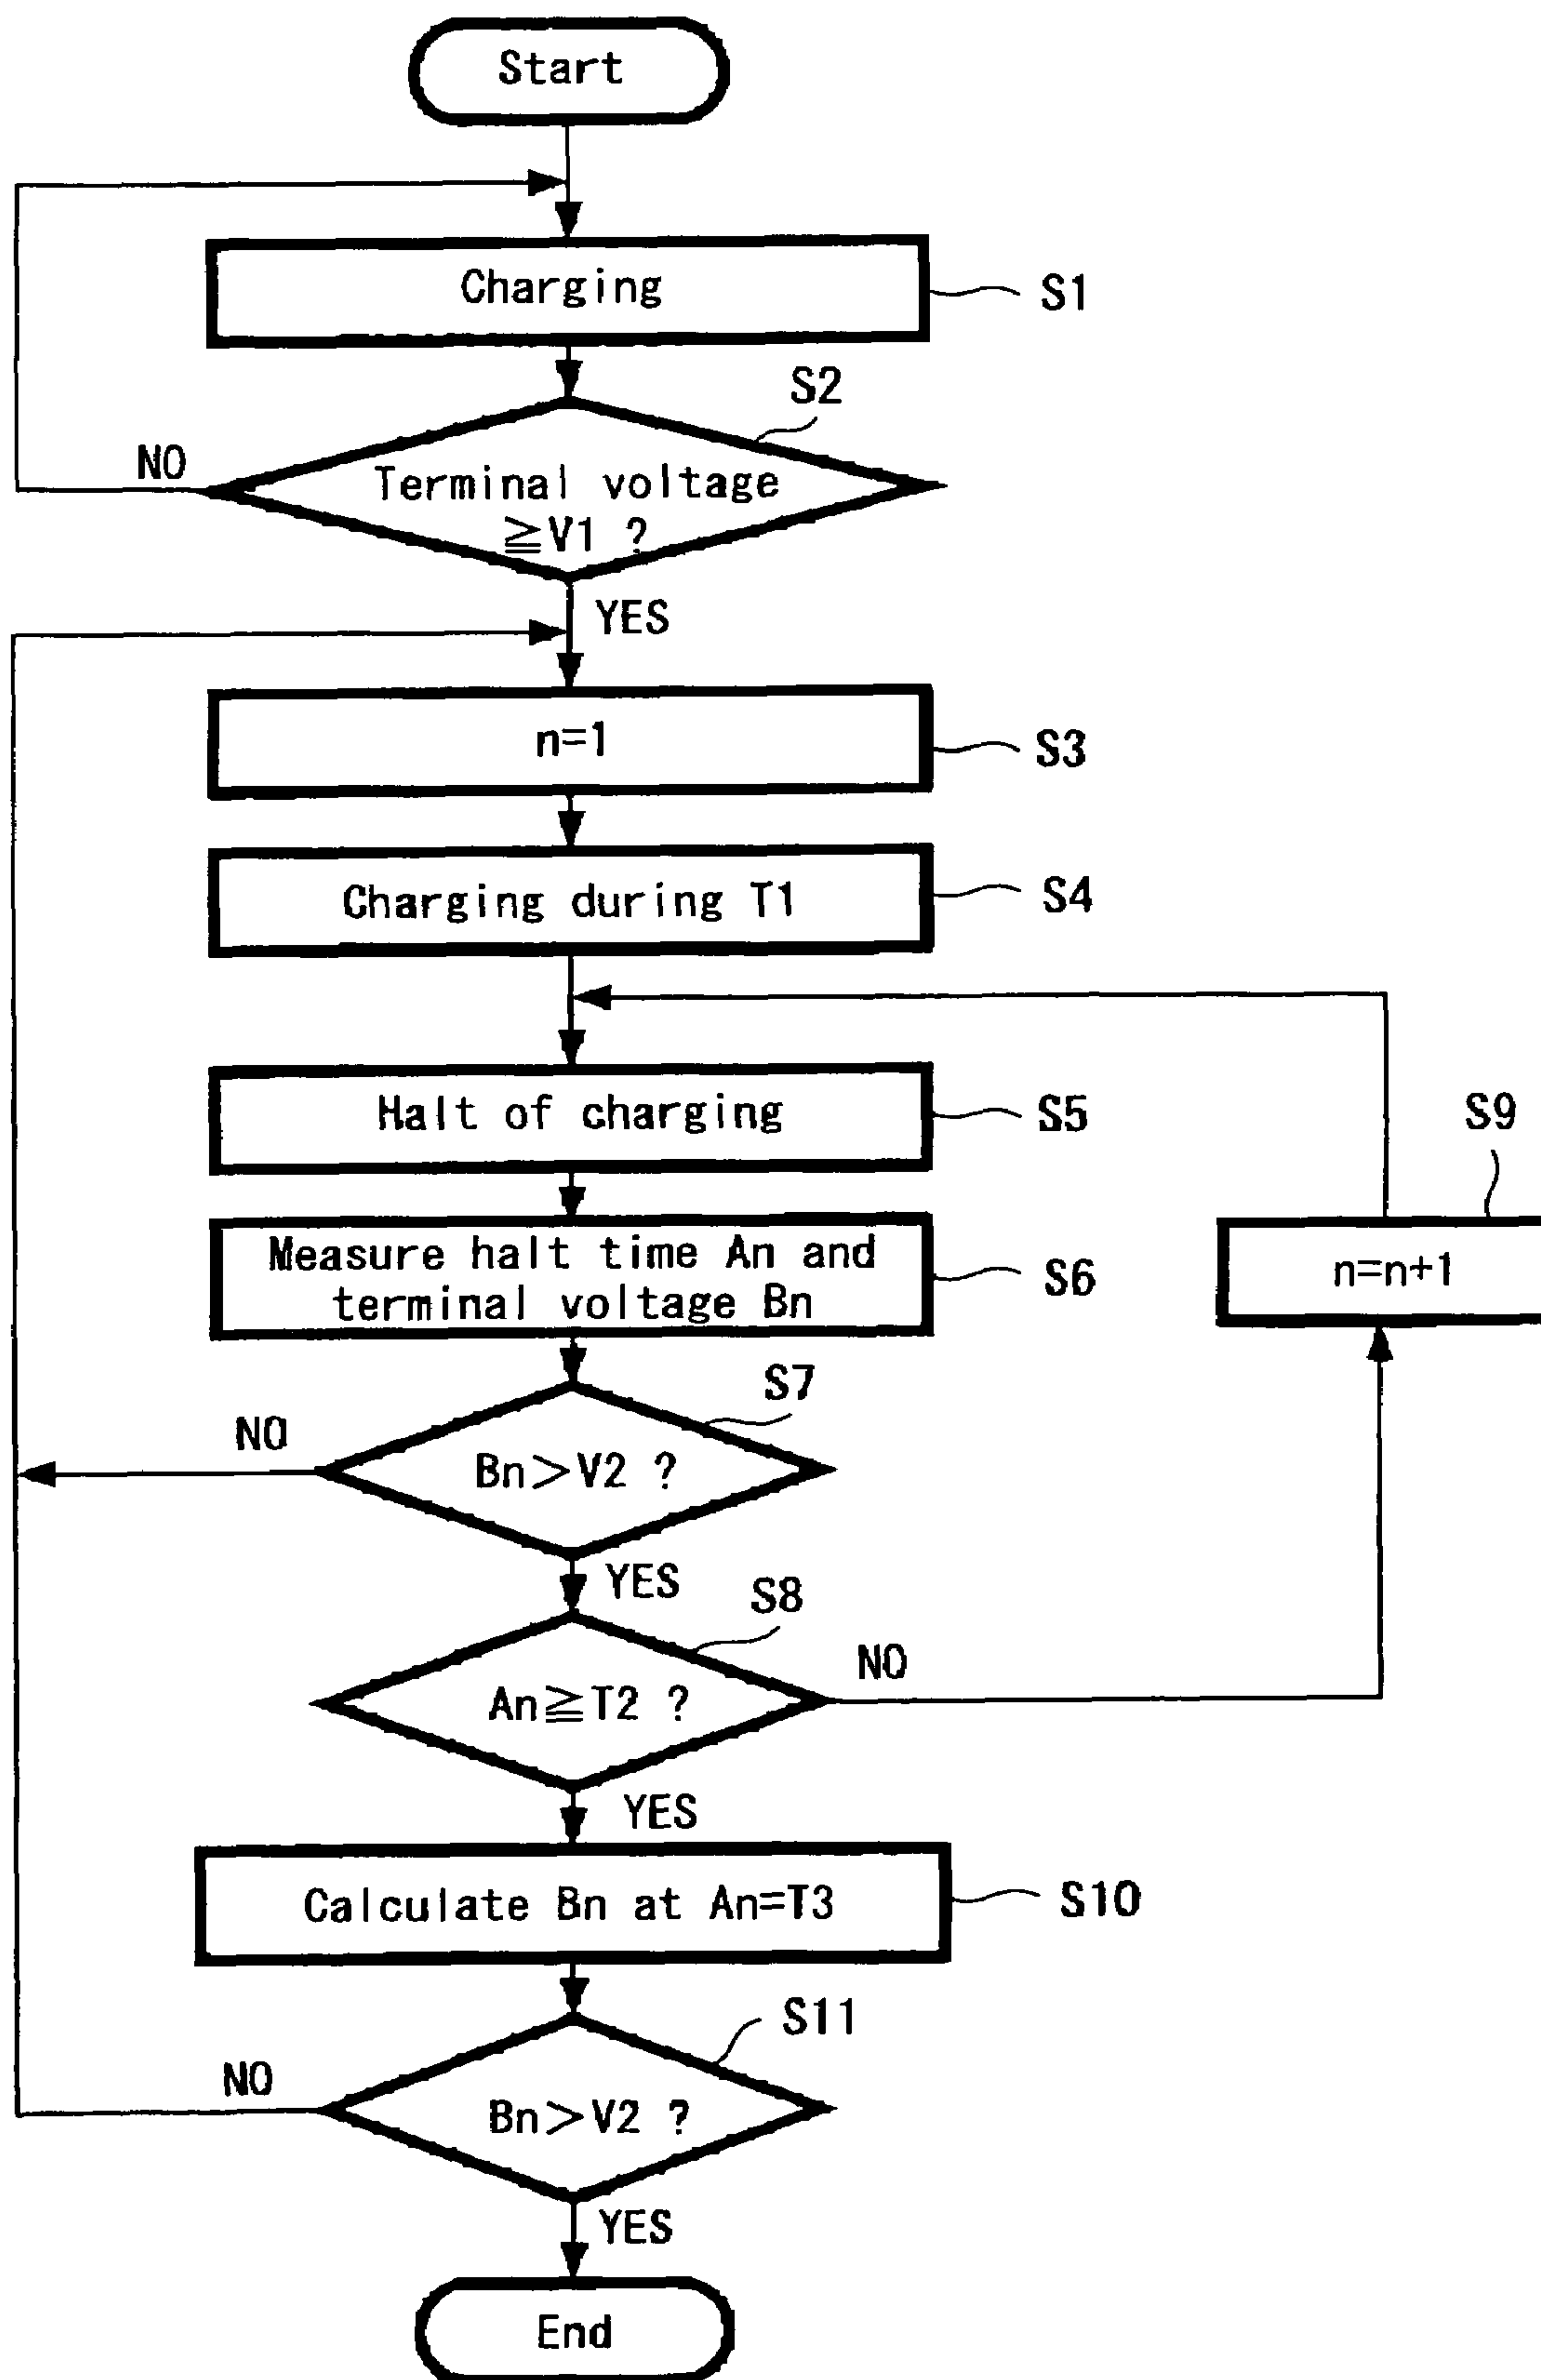 Start
Charging
S1
S2
NO
Terminal voltage
≧V1 ?
YES
n=1
S3
Charging during T1
S4
Halt of charging
S5
S9
Measure halt time An and
terminal voltage Bn
S6
n=n+1
S7
NO
Bn>V2 ?
YES
S8
NO
An≧T2 ?
YES
Calculate Bn at An=T3
S10
S11
NO
Bn>V2 ?
YES
End